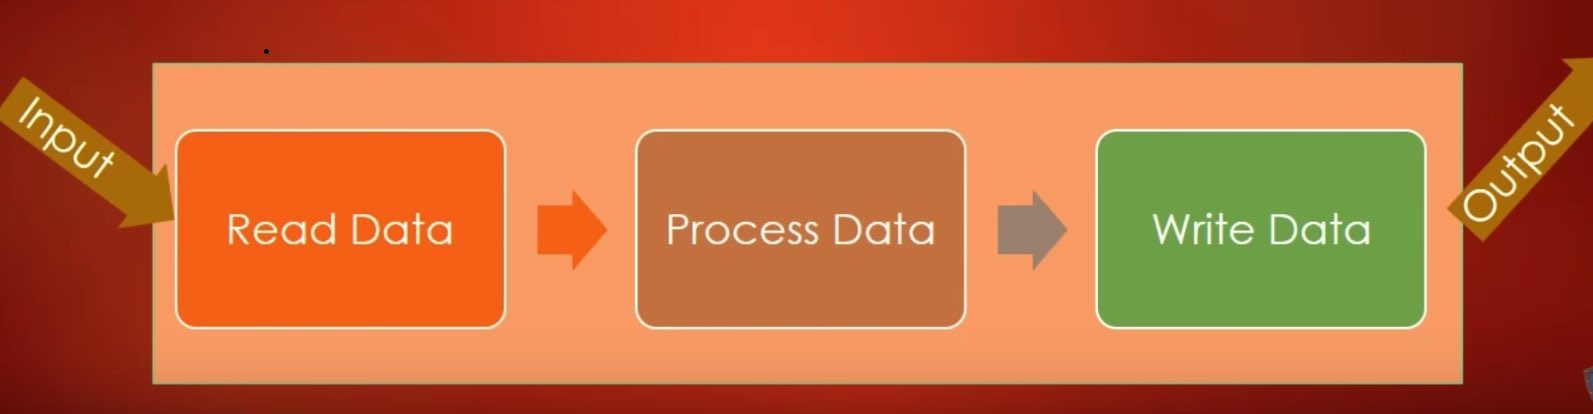 Input
Read Data
Process Data
Write Data
Output